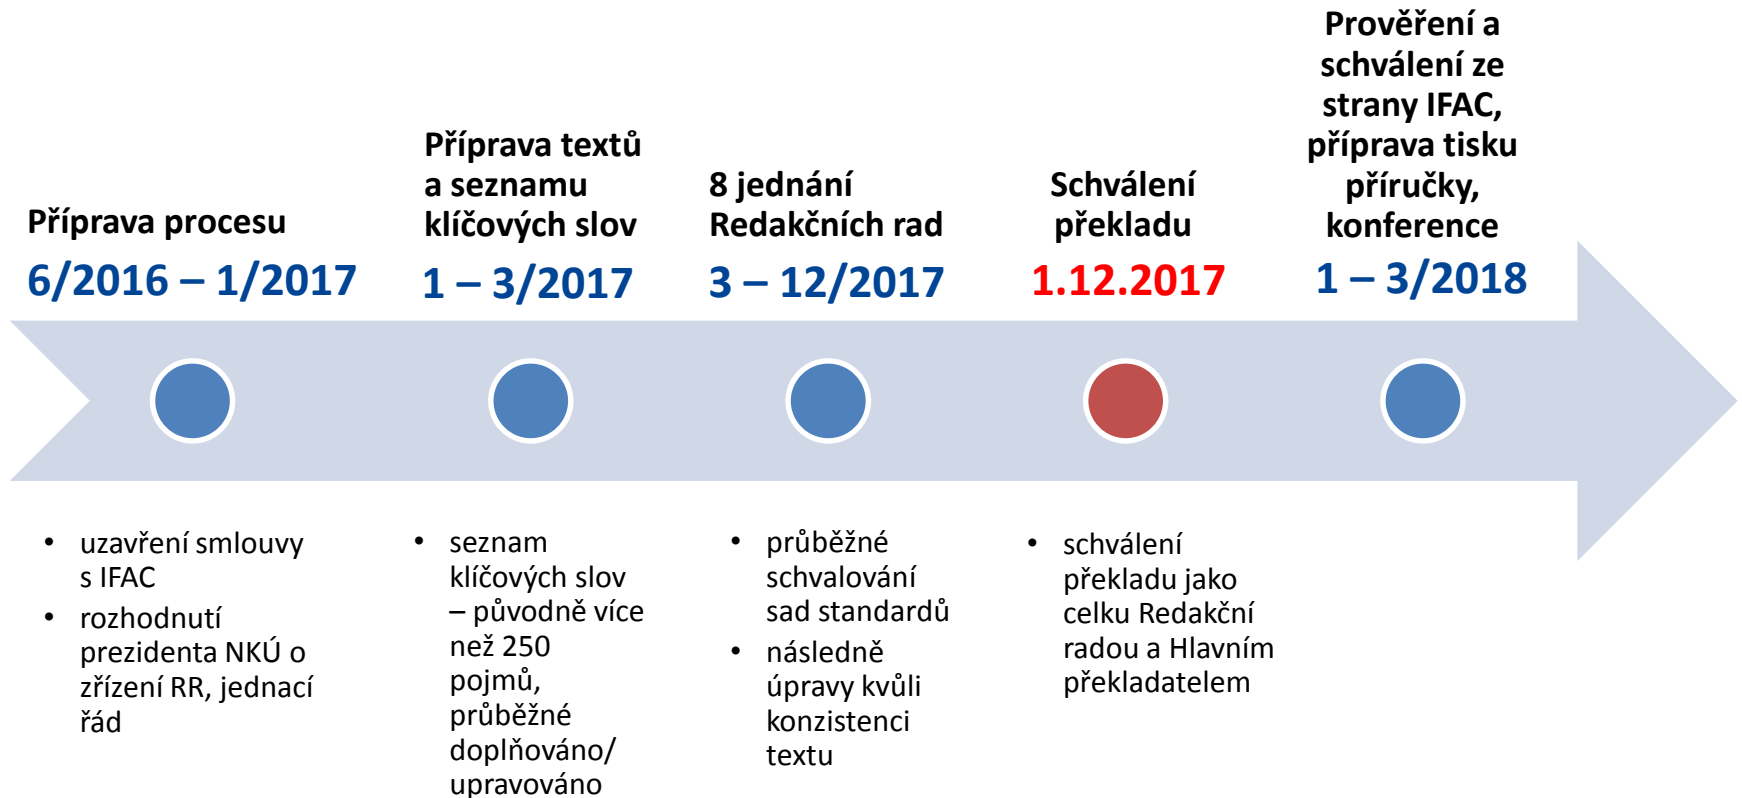 Příprava procesu
6/2016 – 1/2017
Příprava textů
a seznamu
klíčových slov
1 – 3/2017
8 jednání
Redakčních rad
3 – 12/2017
Schválení
překladu
1.12.2017
Prověření a
schválení ze
strany IFAC,
příprava tisku
příručky,
konference
1 – 3/2018
• uzavření smlouvy
s IFAC
• rozhodnutí
prezidenta NKÚ o
zřízení RR, jednací
řád
• seznam
klíčových slov
– původně více
než 250
pojmů,
průběžné
doplňováno/
upravováno
• průběžné
schvalování
sad standardů
• následně
úpravy kvůli
konzistenci
textu
• schválení
překladu jako
celku Redakční
radou a Hlavním
překladatelem